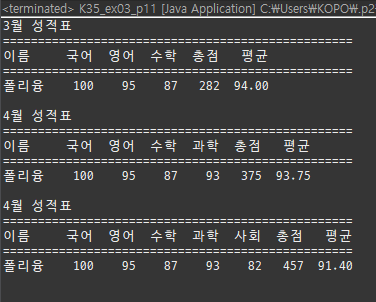 <terminated> K35_ex03_p11 [Java Application] C:\Users\KOPO\.p2
3월 성적표
==================================================
이름 국어 영어 수학 총점 평균
==================================================
폴리융 100 95 87 282 94.00
4월 성적표
==================================================
이름 국어 영어 수학 과학 총점 평균
==================================================
폴리융 100 95 87 93 375 93.75
4월 성적표
==================================================
이름 국어 영어 수학 과학 사회 총점 평균
==================================================
폴리융 100 95 87 93 82 457 91.40